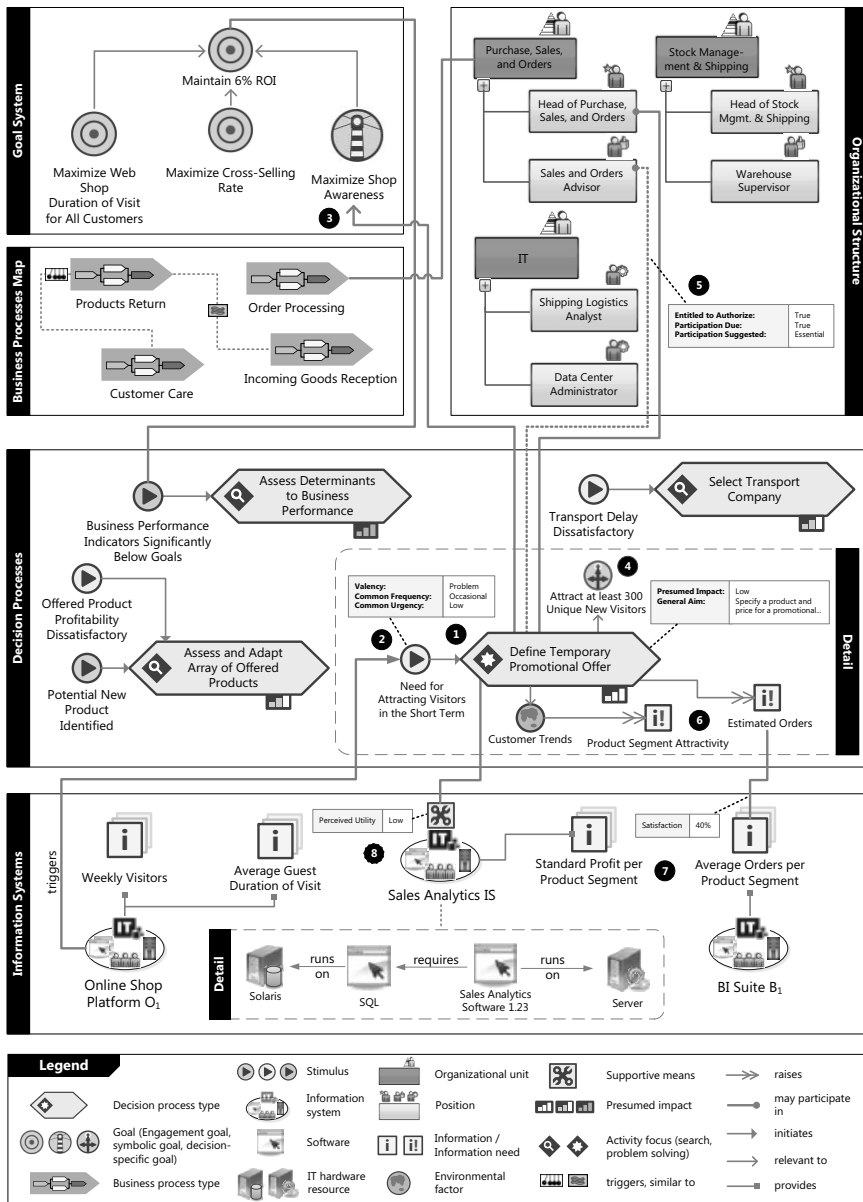 Goal System
Maintain 6% ROI
Maximize Web
Shop
Duration of Visit
for All Customers
Maximize Cross-Selling
Rate
Maximize Shop
Awareness
3
Organizational Structure
Purchase, Sales,
and Orders
Head of Purchase,
Sales, and Orders
Sales and Orders
Advisor
Stock Manage-
ment & Shipping
Head of Stock
Mgmt. & Shipping
Warehouse
Supervisor
IT
Shipping Logistics
Analyst
Data Center
Administrator
5
Entitled to Authorize: True
Participation Due: True
Participation Suggested: Essential
Business Processes Map
Products Return
Order Processing
Customer Care
Incoming Goods Reception
Decision Processes
Assess Determinants
to Business
Performance
Business Performance
Indicators Significantly
Below Goals
Select Transport
Company
Transport Delay
Dissatisfactory
Offered Product
Profitability
Dissatisfactory
Assess and Adapt
Array of Offered
Products
Potential New
Product
Identified
Detail
Valency: Problem
Common Frequency: Occasional
Common Urgency: Low
4
Attract at least 300
Unique New Visitors
Presumed Impact: Low
General Aim: Specify a product and
price for a promotional...
2
1
Define Temporary
Promotional Offer
Need for
Attracting Visitors
in the Short Term
Customer Trends
i!
Product Segment Attractivity
6
i!
Estimated Orders
Information Systems
triggers
i
Weekly Visitors
i
Average Guest
Duration of Visit
Perceived Utility Low
8
IT
Sales Analytics IS
i
Standard Profit per
Product Segment
7
Satisfaction 40%
i
Average Orders per
Product Segment
IT
Online Shop
Platform O1
IT
BI Suite B1
Detail
Solaris
runs
on
SQL
requires
Sales Analytics
Software 1.23
runs
on
Server
Legend
Decision process type
Goal (Engagement goal,
symbolic goal, decision-
specific goal)
Business process type
Stimulus
IT
Information
system
Software
IT hardware
resource
Organizational unit
Position
i i!
Information /
Information need
Environmental
factor
Supportive means
Presumed impact
Activity focus (search,
problem solving)
triggers, similar to
raises
may participate
in
initiates
relevant to
provides